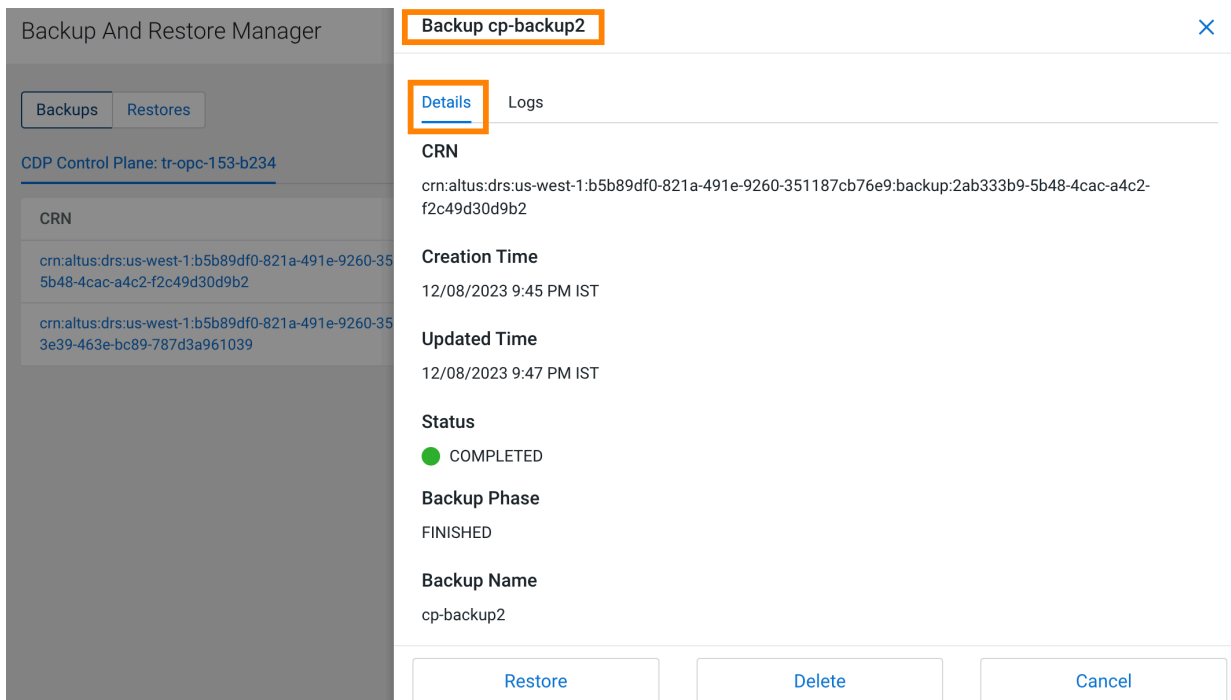 Backup And Restore Manager
Backups
Restores
CDP Control Plane: tr-opc-153-b234
CRN
crn:altus:drs:us-west-1:b5b89df0-821a-491e-9260-35
5b48-4cac-a4c2-f2c49d30d9b2
crn:altus:drs:us-west-1:b5b89df0-821a-491e-9260-35
3e39-463e-bc89-787d3a961039
Backup cp-backup2
Details
Logs
CRN
crn:altus:drs:us-west-1:b5b89df0-821a-491e-9260-351187cb76e9:backup:2ab333b9-5b48-4cac-a4c2-
f2c49d30d9b2
Creation Time
12/08/2023 9:45 PM IST
Updated Time
12/08/2023 9:47 PM IST
Status
COMPLETED
Backup Phase
FINISHED
Backup Name
cp-backup2
Restore
Delete
Cancel